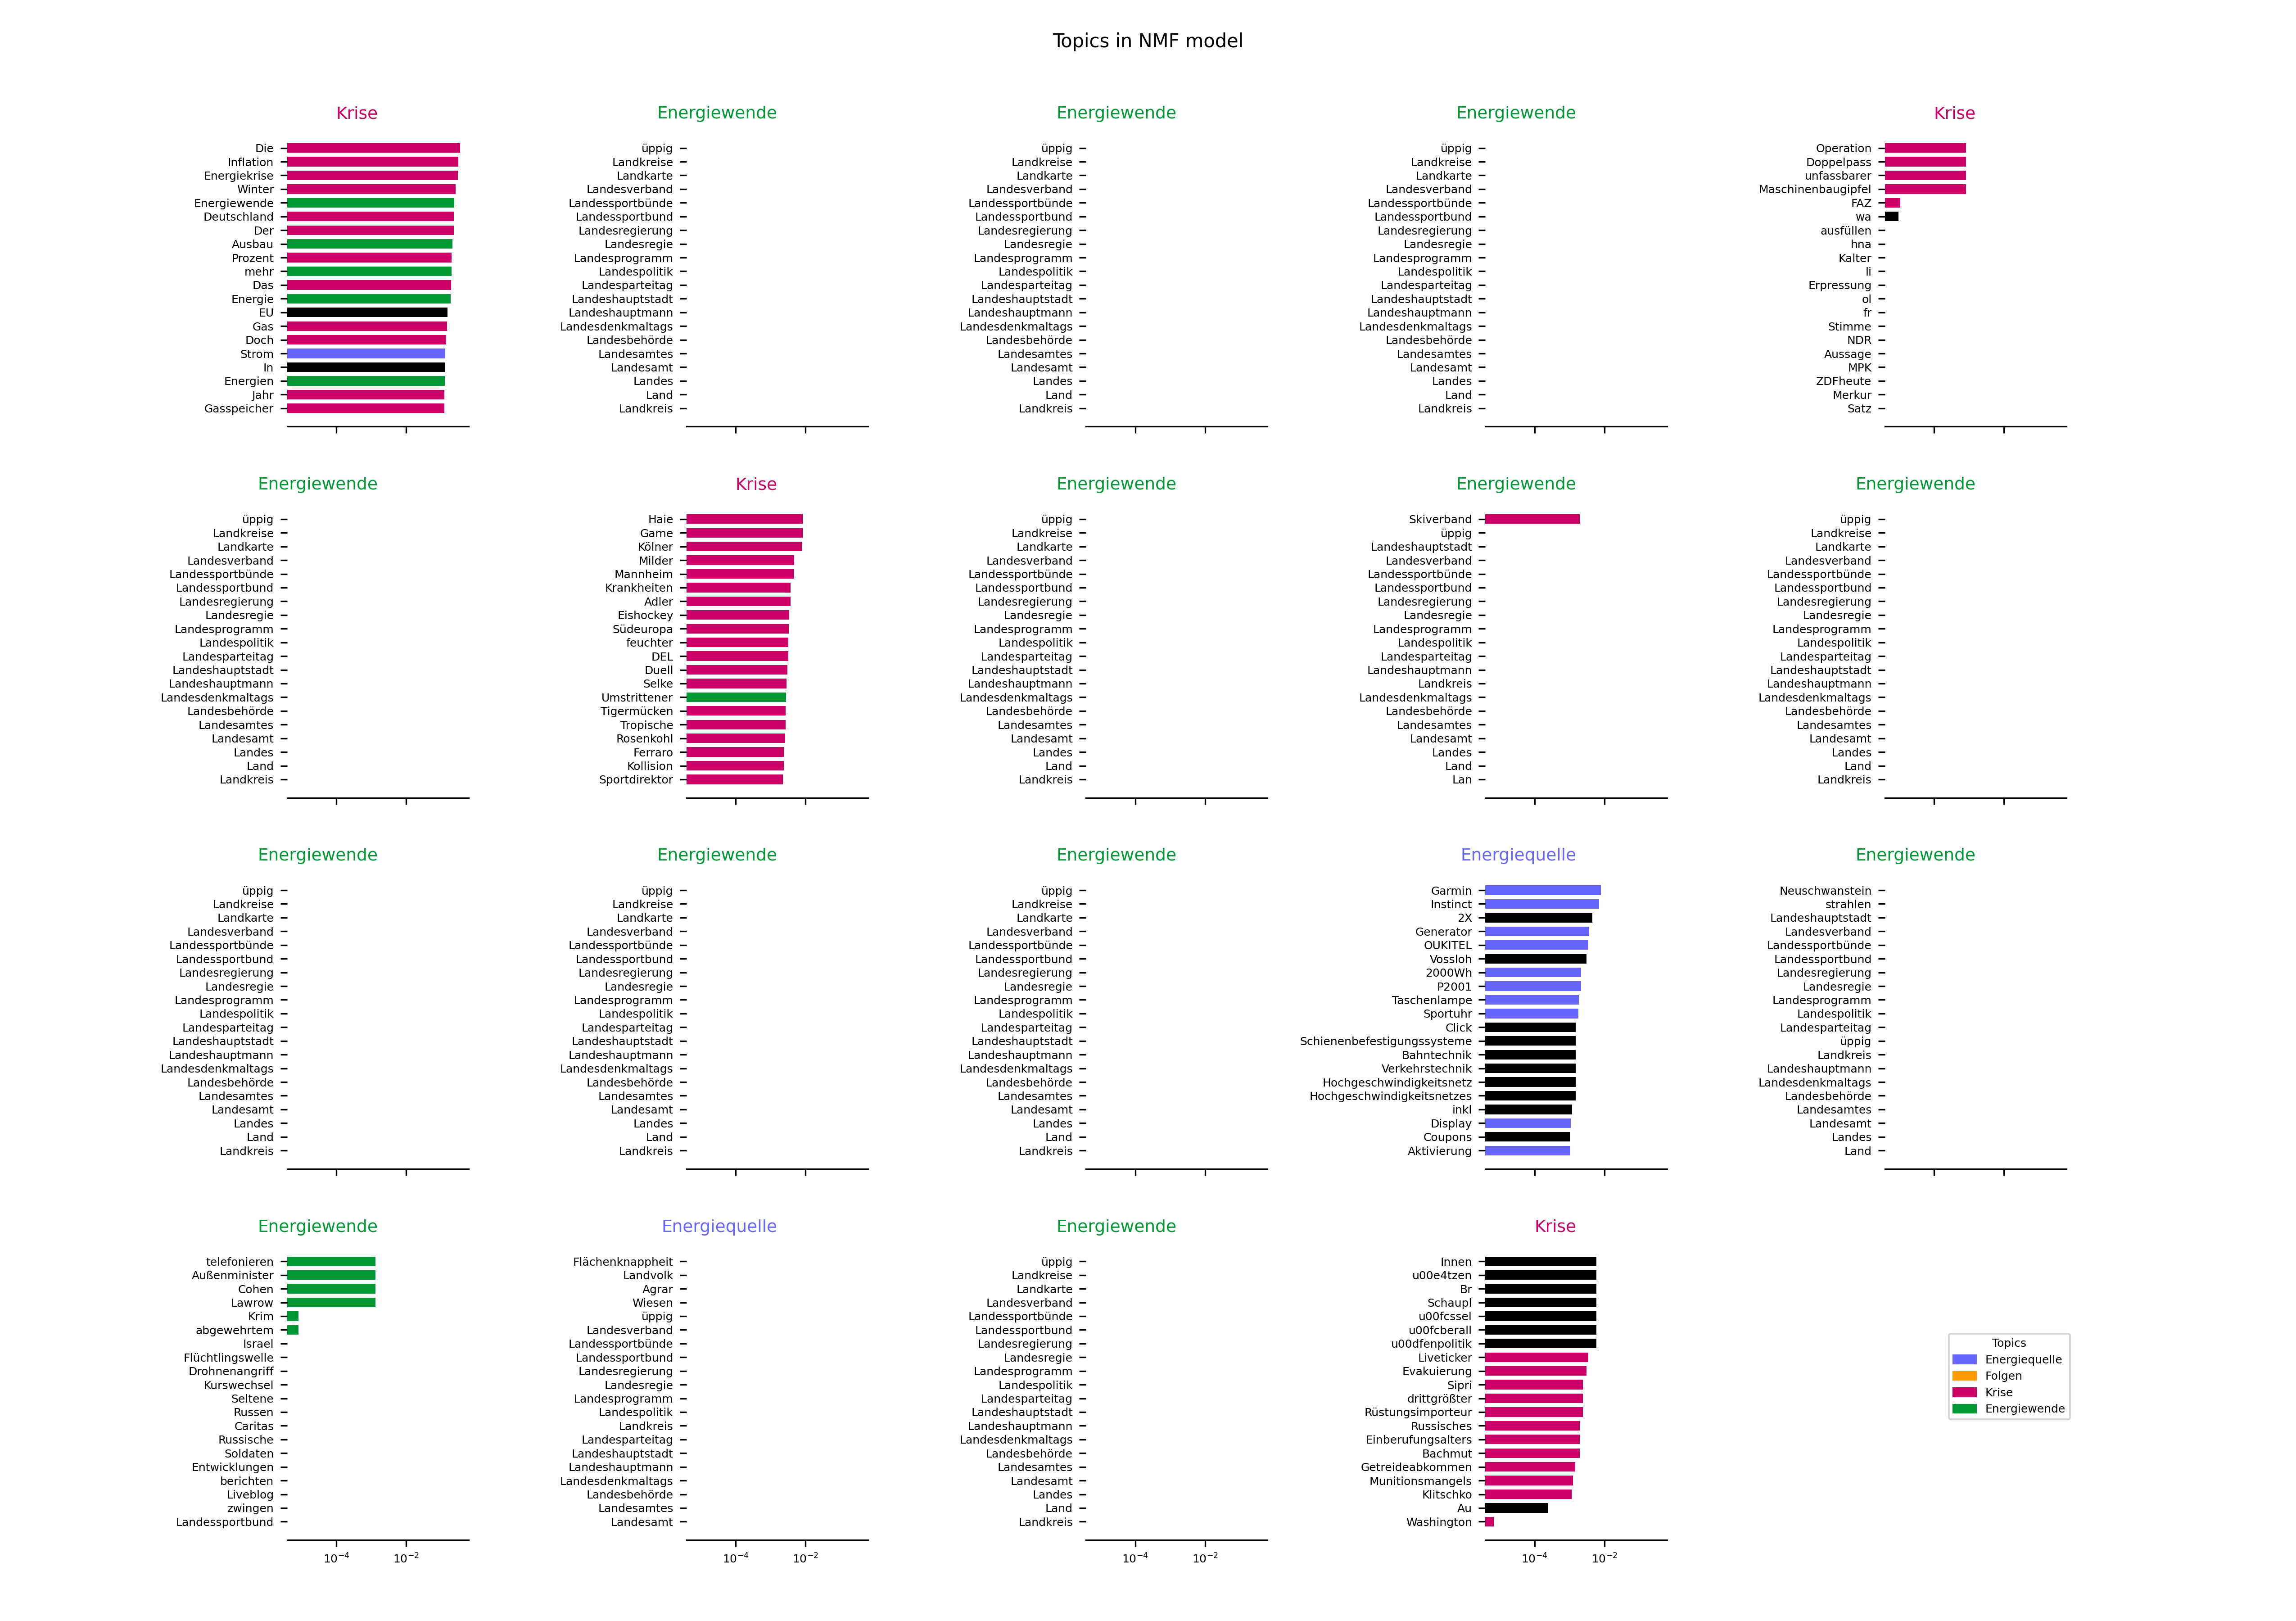 Topics in NMF model
Krise
Die
Inflation
Energiekrise
Winter
Energiewende
Deutschland
Der
Ausbau
Prozent
mehr
Das
Energie
EU
Gas
Doch
Strom
In
Energien
Jahr
Gasspeicher
Energiewende
üppig
Landkreise
Landkarte
Landesverband
Landessportbünde
Landessportbund
Landesregierung
Landesregie
Landesprogramm
Landespolitik
Landesparteitag
Landeshauptstadt
Landeshauptmann
Landesdenkmaltags
Landesbehörde
Landesamtes
Landesamt
Landes
Land
Landkreis
Energiewende
üppig
Landkreise
Landkarte
Landesverband
Landessportbünde
Landessportbund
Landesregierung
Landesregie
Landesprogramm
Landespolitik
Landesparteitag
Landeshauptstadt
Landeshauptmann
Landesdenkmaltags
Landesbehörde
Landesamtes
Landesamt
Landes
Land
Landkreis
Energiewende
üppig
Landkreise
Landkarte
Landesverband
Landessportbünde
Landessportbund
Landesregierung
Landesregie
Landesprogramm
Landespolitik
Landesparteitag
Landeshauptstadt
Landeshauptmann
Landesdenkmaltags
Landesbehörde
Landesamtes
Landesamt
Landes
Land
Landkreis
Krise
Operation
Doppelpass
unfassbarer
Maschinenbaugipfel
FAZ
wa
ausfüllen
hna
Kalter
li
Erpressung
ol
fr
Stimme
NDR
Aussage
MPK
ZDFheute
Merkur
Satz
Energiewende
üppig
Landkreise
Landkarte
Landesverband
Landessportbünde
Landessportbund
Landesregierung
Landesregie
Landesprogramm
Landespolitik
Landesparteitag
Landeshauptstadt
Landeshauptmann
Landesdenkmaltags
Landesbehörde
Landesamtes
Landesamt
Landes
Land
Landkreis
Krise
Haie
Game
Kölner
Milder
Mannheim
Krankheiten
Adler
Eishockey
Südeuropa
feuchter
DEL
Duell
Selke
Umstrittener
Tigermücken
Tropische
Rosenkohl
Ferraro
Kollision
Sportdirektor
Energiewende
üppig
Landkreise
Landkarte
Landesverband
Landessportbünde
Landessportbund
Landesregierung
Landesregie
Landesprogramm
Landespolitik
Landesparteitag
Landeshauptstadt
Landeshauptmann
Landesdenkmaltags
Landesbehörde
Landesamtes
Landesamt
Landes
Land
Landkreis
Energiewende
Skiverband
üppig
Landeshauptstadt
Landesverband
Landessportbünde
Landessportbund
Landesregierung
Landesregie
Landesprogramm
Landespolitik
Landesparteitag
Landeshauptmann
Landkreis
Landesdenkmaltags
Landesbehörde
Landesamtes
Landesamt
Landes
Land
Lan
Energiewende
üppig
Landkreise
Landkarte
Landesverband
Landessportbünde
Landessportbund
Landesregierung
Landesregie
Landesprogramm
Landespolitik
Landesparteitag
Landeshauptstadt
Landeshauptmann
Landesdenkmaltags
Landesbehörde
Landesamtes
Landesamt
Landes
Land
Landkreis
Energiewende
üppig
Landkreise
Landkarte
Landesverband
Landessportbünde
Landessportbund
Landesregierung
Landesregie
Landesprogramm
Landespolitik
Landesparteitag
Landeshauptstadt
Landeshauptmann
Landesdenkmaltags
Landesbehörde
Landesamtes
Landesamt
Landes
Land
Landkreis
Energiewende
üppig
Landkreise
Landkarte
Landesverband
Landessportbünde
Landessportbund
Landesregierung
Landesregie
Landesprogramm
Landespolitik
Landesparteitag
Landeshauptstadt
Landeshauptmann
Landesdenkmaltags
Landesbehörde
Landesamtes
Landesamt
Landes
Land
Landkreis
Energiewende
üppig
Landkreise
Landkarte
Landesverband
Landessportbünde
Landessportbund
Landesregierung
Landesregie
Landesprogramm
Landespolitik
Landesparteitag
Landeshauptstadt
Landeshauptmann
Landesdenkmaltags
Landesbehörde
Landesamtes
Landesamt
Landes
Land
Landkreis
Energiequelle
Garmin
Instinct
2X
Generator
OUKITEL
Vossloh
2000Wh
P2001
Taschenlampe
Sportuhr
Click
Schienenbefestigungssysteme
Bahntechnik
Verkehrstechnik
Hochgeschwindigkeitsnetz
Hochgeschwindigkeitsnetzes
inkl
Display
Coupons
Aktivierung
Energiewende
Neuschwanstein
strahlen
Landeshauptstadt
Landesverband
Landessportbünde
Landessportbund
Landesregierung
Landesregie
Landesprogramm
Landespolitik
Landesparteitag
üppig
Landkreis
Landeshauptmann
Landesdenkmaltags
Landesbehörde
Landesamtes
Landesamt
Landes
Land
Energiewende
telefonieren
Außenminister
Cohen
Lawrow
Krim
abgewehrtem
Israel
Flüchtlingswelle
Drohnenangriff
Kurswechsel
Seltene
Russen
Caritas
Russische
Soldaten
Entwicklungen
berichten
Liveblog
zwingen
Landessportbund
10⁻⁴ 10⁻²
Energiequelle
Flächenknappheit
Landvolk
Agrar
Wiesen
üppig
Landesverband
Landessportbünde
Landessportbund
Landesregierung
Landesregie
Landesprogramm
Landespolitik
Landkreis
Landesparteitag
Landeshauptstadt
Landeshauptmann
Landesdenkmaltags
Landesbehörde
Landesamtes
Landesamt
10⁻⁴ 10⁻²
Energiewende
üppig
Landkreise
Landkarte
Landesverband
Landessportbünde
Landessportbund
Landesregierung
Landesregie
Landesprogramm
Landespolitik
Landesparteitag
Landeshauptstadt
Landeshauptmann
Landesdenkmaltags
Landesbehörde
Landesamtes
Landesamt
Landes
Land
Landkreis
10⁻⁴ 10⁻²
Krise
Innen
u00e4tzen
Br
Schaupl
u00fcssel
u00fcberall
u00dfenpolitik
Liveticker
Evakuierung
Sipri
drittgrößter
Rüstungsimporteur
Russisches
Einberufungsalters
Bachmut
Getreideabkommen
Munitionsmangels
Klitschko
Au
Washington
10⁻⁴ 10⁻²
Topics
Energiequelle
Folgen
Krise
Energiewende